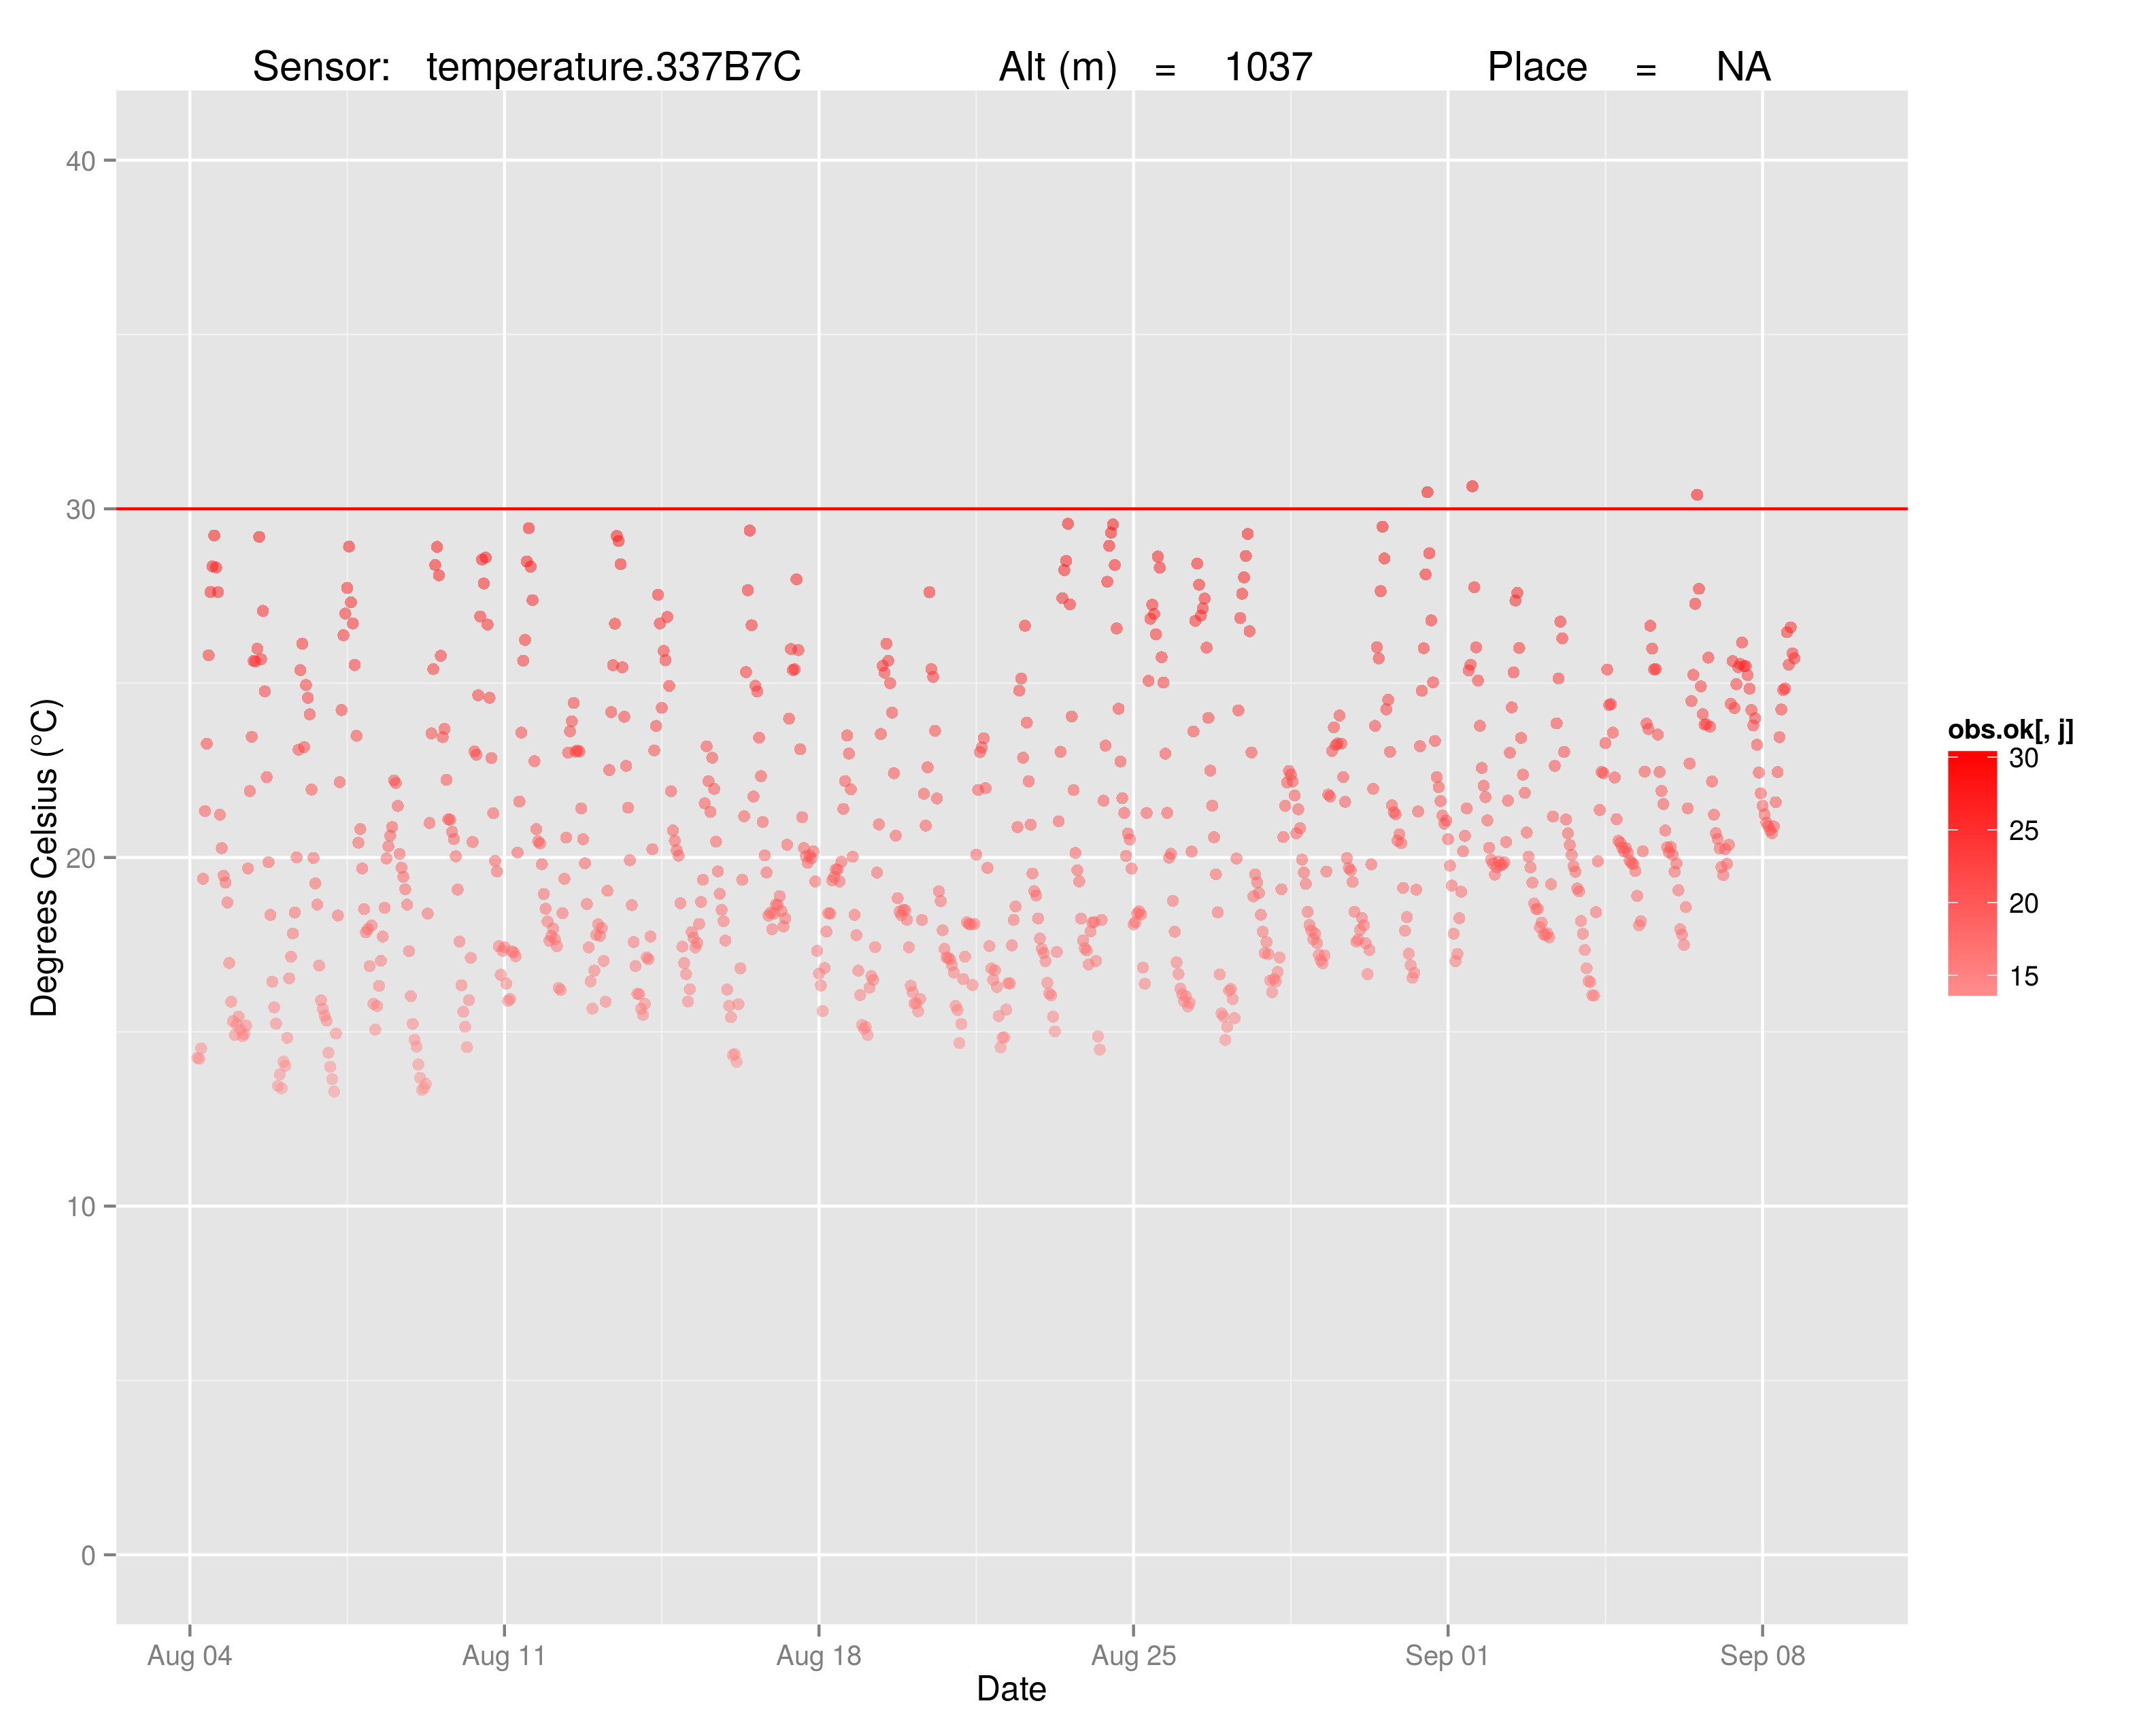 Sensor: temperature.337B7C Alt (m) = 1037 Place = NA
40
30
20
10
0
Degrees Celsius (°C)
Aug 04 Aug 11 Aug 18 Aug 25 Sep 01 Sep 08
Date
obs.ok[, j]
30
25
20
15